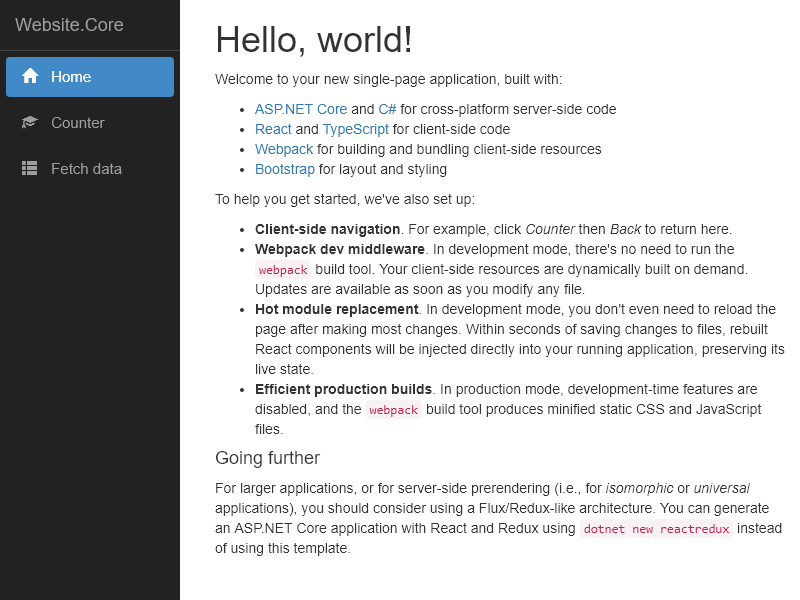 Website.Core
Home
Counter
Fetch data
Hello, world!
Welcome to your new single-page application, built with:
ASP.NET Core and C# for cross-platform server-side code
React and TypeScript for client-side code
Webpack for building and bundling client-side resources
Bootstrap for layout and styling
To help you get started, we've also set up:
Client-side navigation. For example, click Counter then Back to return here.
Webpack dev middleware. In development mode, there's no need to run the
webpack build tool. Your client-side resources are dynamically built on demand.
Updates are available as soon as you modify any file.
Hot module replacement. In development mode, you don't even need to reload the
page after making most changes. Within seconds of saving changes to files, rebuilt
React components will be injected directly into your running application, preserving its
live state.
Efficient production builds. In production mode, development-time features are
disabled, and the webpack build tool produces minified static CSS and JavaScript
files.
Going further
For larger applications, or for server-side prerendering (i.e., for isomorphic or universal
applications), you should consider using a Flux/Redux-like architecture. You can generate
an ASP.NET Core application with React and Redux using dotnet new reactredux instead
of using this template.